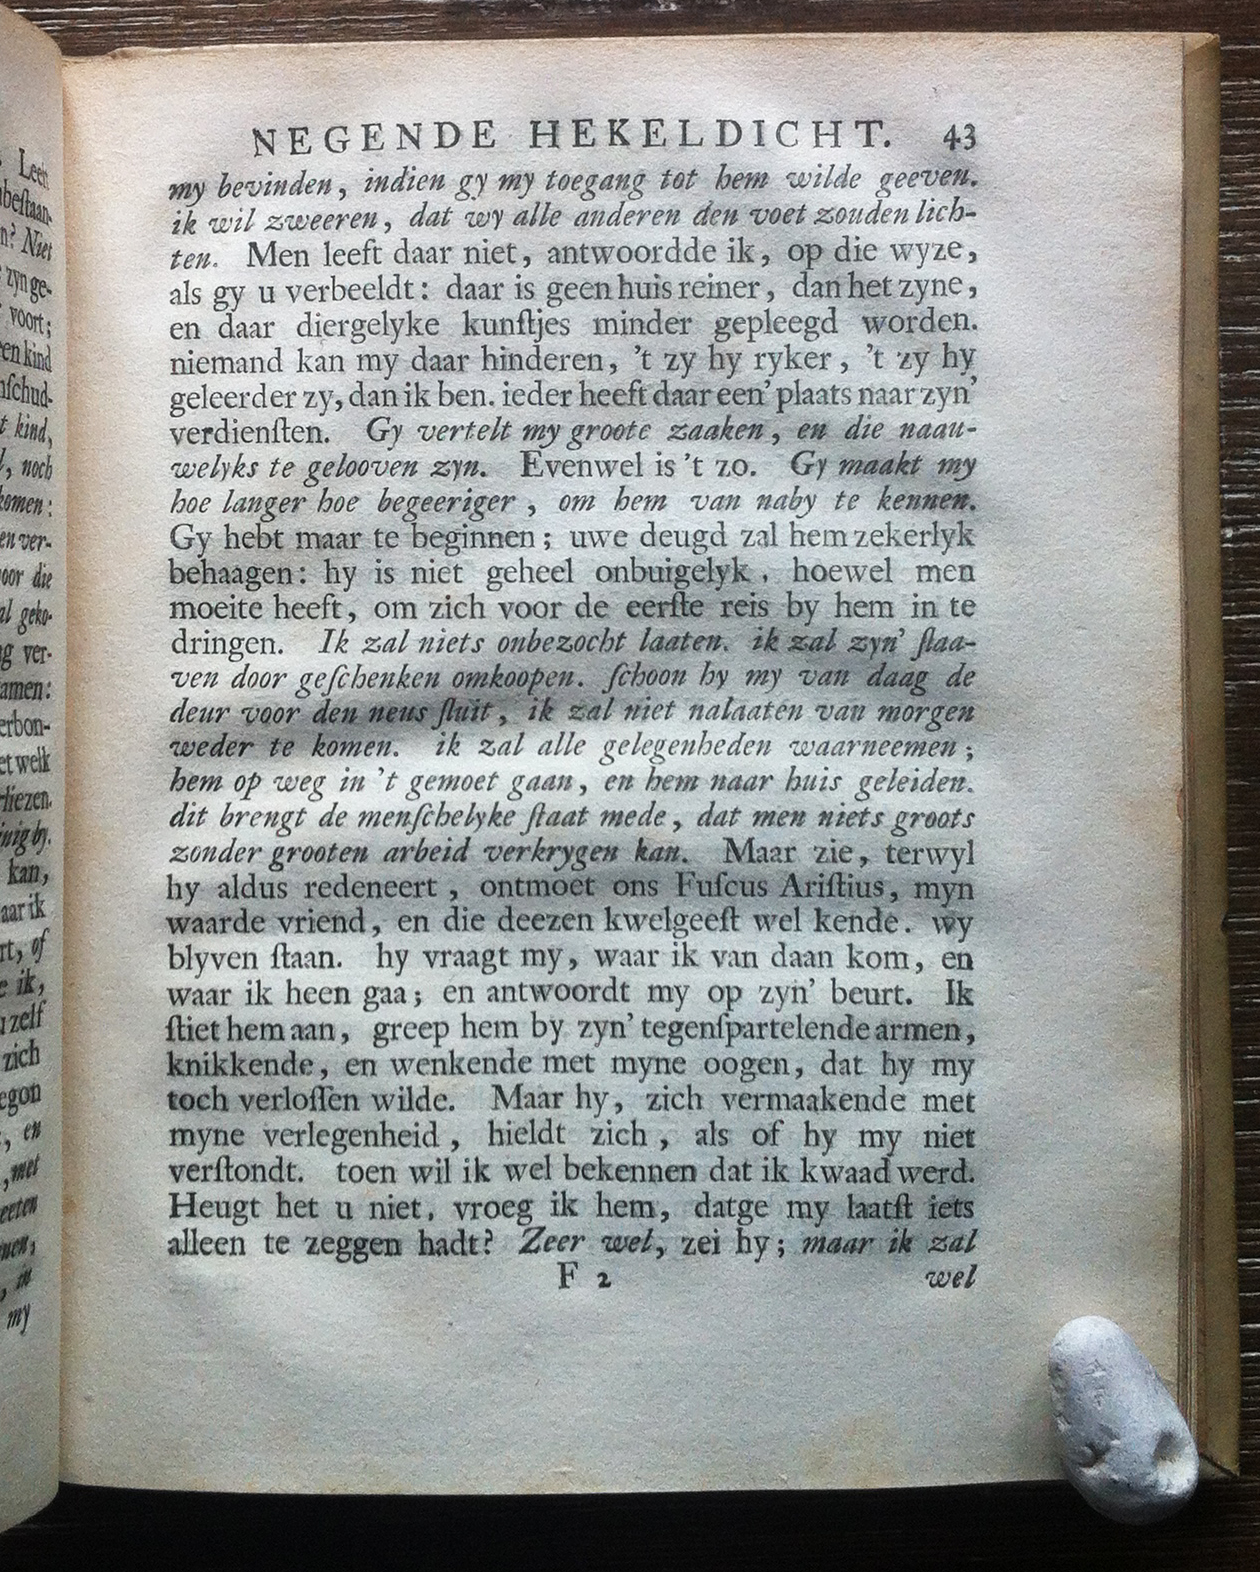 NEGENDE HEKELDICHT. 43
my bevinden, indien gy my toegang tot hem wilde geeven.
ik wil zweeren, dat wy alle anderen den voet zouden lich-
ten. Men leeft daar niet, antwoordde ik, op die wyze,
als gy u verbeeldt: daar is geen huis reiner, dan het zyne,
en daar diergelyke kunſtjes minder gepleegd worden.
niemand kan my daar hinderen, 't zy hy ryker, 't zy hy
geleerder zy, dan ik ben. ieder heeft daar een' plaats naar zyn'
verdienſten. Gy vertelt my groote zaaken, en die naau-
welyks te gelooven zyn. Evenwel is 't zo. Gy maakt my
hoe langer hoe begeeriger, om hem van naby te kennen.
Gy hebt maar te beginnen; uwe deugd zal hem zekerlyk
behaagen: hy is niet geheel onbuigelyk, hoewel men
moeite heeft, om zich voor de eerſte reis by hem in te
dringen. Ik zal niets onbezocht laaten. ik zal zyn' ſlaa-
ven door geſchenken omkoopen. ſchoon hy my van daag de
deur voor den neus ſluit, ik zal niet nalaaten van morgen
weder te komen. ik zal alle gelegenheden waarneemen;
hem op weg in 't gemoet gaan, en hem naar huis geleiden.
dit brengt de menſchelyke ſtaat mede, dat men niets groots
zonder grooten arbeid verkrygen kan. Maar zie, terwyl
hy aldus redeneert, ontmoet ons Fuſcus Ariſtius, myn
waarde vriend, en die deezen kwelgeeſt wel kende. wy
blyven ſtaan. hy vraagt my, waar ik van daan kom, en
waar ik heen gaa; en antwoordt my op zyn' beurt. Ik
ſtiet hem aan, greep hem by zyn' tegenſpartelende armen,
knikkende, en wenkende met myne oogen, dat hy my
toch verloſſen wilde. Maar hy, zich vermaakende met
myne verlegenheid, hieldt zich, als of hy my niet
verſtondt. toen wil ik wel bekennen dat ik kwaad werd.
Heugt het u niet, vroeg ik hem, datge my laatſt iets
alleen te zeggen hadt? Zeer wel, zei hy; maar ik zal
F 2 wel